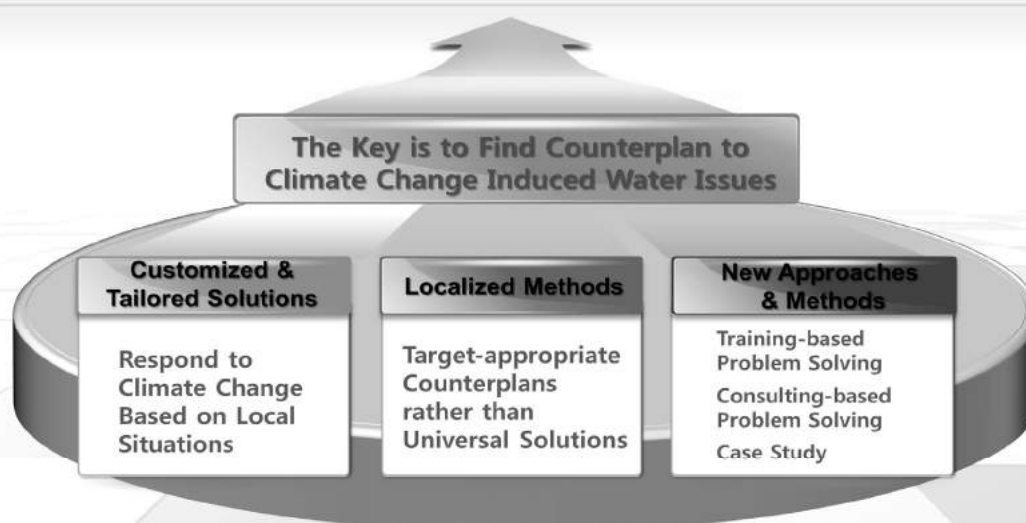 The Key is to Find Counterplan to
Climate Change Induced Water Issues
Customized &
Tailored Solutions
Respond to
Climate Change
Based on Local
Situations
Localized Methods
Target-appropriate
Counterplans
rather than
Universal Solutions
New Approaches
& Methods
Training-based
Problem Solving
Consulting-based
Problem Solving
Case Study